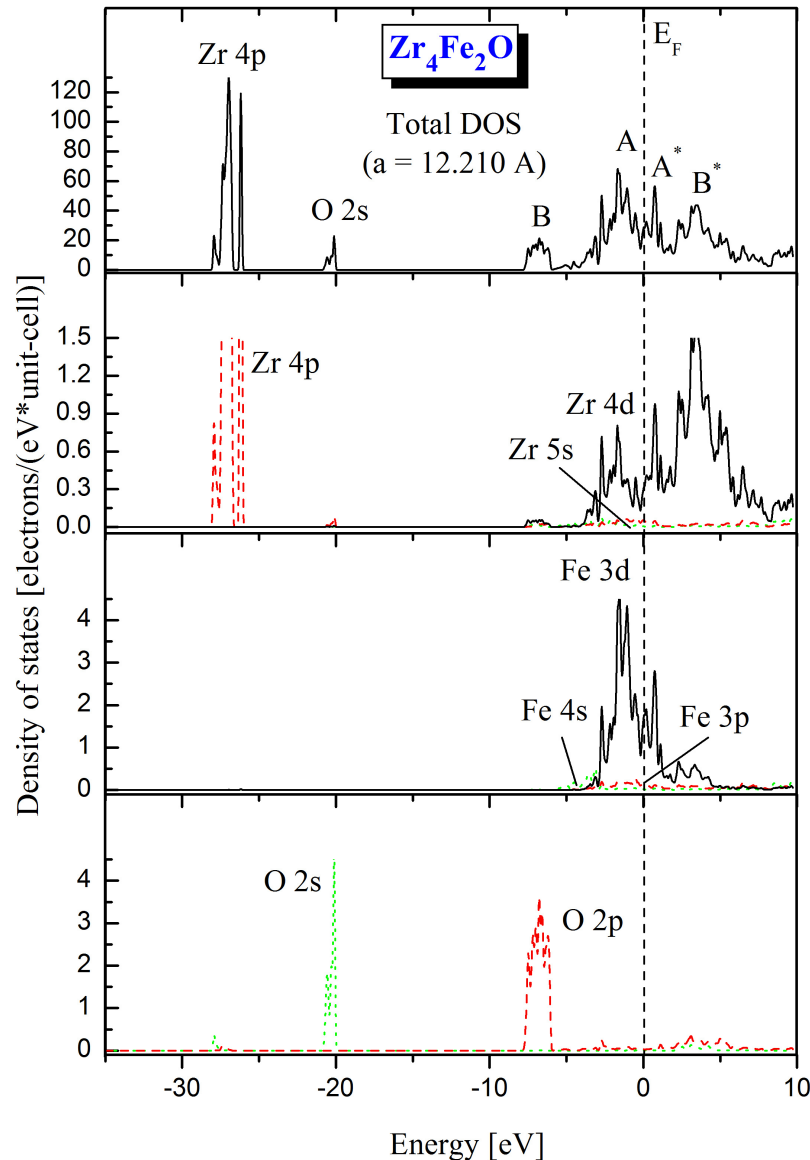 Zr 4p
Zr₄Fe₂O
E_F
120
100
80
60
40
20
0
Total DOS
(a = 12.210 A)
O 2s
B
A
A*
B*
1.5
1.2
0.9
0.6
0.3
0.0
Zr 4p
Zr 4d
Zr 5s
4
3
2
1
0
Fe 3d
Fe 4s
Fe 3p
4
3
2
1
0
O 2s
O 2p
Density of states [electrons/(eV*unit-cell)]
-30
-20
-10
0
10
Energy [eV]